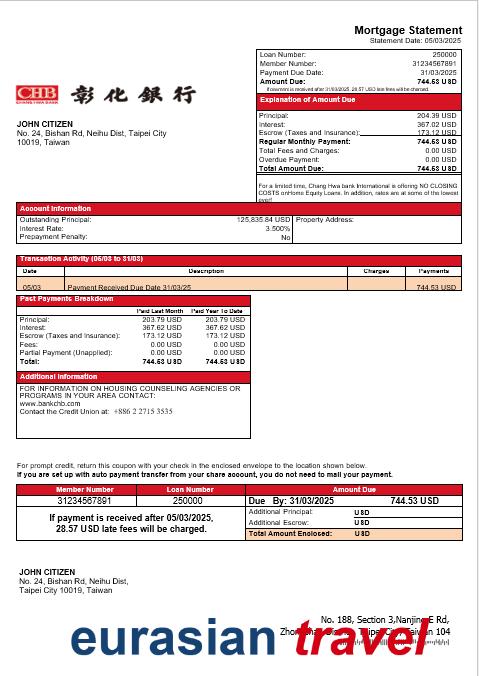 Mortgage Statement
Statement Date: 05/03/2025
Loan Number: 250000
Member Number: 31234567891
Payment Due Date: 31/03/2025
Amount Due: 744.53 USD
If payment is received after 31/03/2025, 28.57 USD late fees will be charged.
CHB 彰化銀行
CHANG HWA BANK
Explanation of Amount Due
Principal: 204.39 USD
Interest: 367.02 USD
Escrow (Taxes and Insurance): 173.12 USD
Regular Monthly Payment: 744.53 USD
Total Fees and Charges: 0.00 USD
Overdue Payment: 0.00 USD
Total Amount Due: 744.53 USD
JOHN CITIZEN
No. 24, Bishan Rd, Neihu Dist, Taipei City
10019, Taiwan
For a limited time, Chang Hwa bank International is offering NO CLOSING
COSTS onHome Equity Loans. In addition, rates are at some of the lowest
ever!
Account Information
Outstanding Principal: 125,835.84 USD Property Address:
Interest Rate: 3.500%
Prepayment Penalty: No
Transaction Activity (05/03 to 31/03)
Date Description Charges Payments
05/03 Payment Received Due Date 31/03/25 744.53 USD
Past Payments Breakdown
Paid Last Month Paid Year To Date
Principal: 203.79 USD 203.79 USD
Interest: 367.62 USD 367.62 USD
Escrow (Taxes and Insurance): 173.12 USD 173.12 USD
Fees: 0.00 USD 0.00 USD
Partial Payment (Unapplied): 0.00 USD 0.00 USD
Total: 744.53 USD 744.53 USD
Additional Information
FOR INFORMATION ON HOUSING COUNSELING AGENCIES OR
PROGRAMS IN YOUR AREA CONTACT:
www.bankchb.com
Contact the Credit Union at: +886 2 2715 3535
For prompt credit, return this coupon with your check in the enclosed envelope to the location shown below.
If you are set up with auto payment transfer from your share account, you do not need to mail your payment.
Member Number Loan Number Amount Due
31234567891 250000 Due By: 31/03/2025 744.53 USD
If payment is received after 05/03/2025,
28.57 USD late fees will be charged.
Additional Principal: USD
Additional Escrow: USD
Total Amount Enclosed: USD
JOHN CITIZEN
No. 24, Bishan Rd, Neihu Dist,
Taipei City 10019, Taiwan
No. 188, Section 3,Nanjing E Rd,
Taipei City, Taiwan 104
eurasian travel